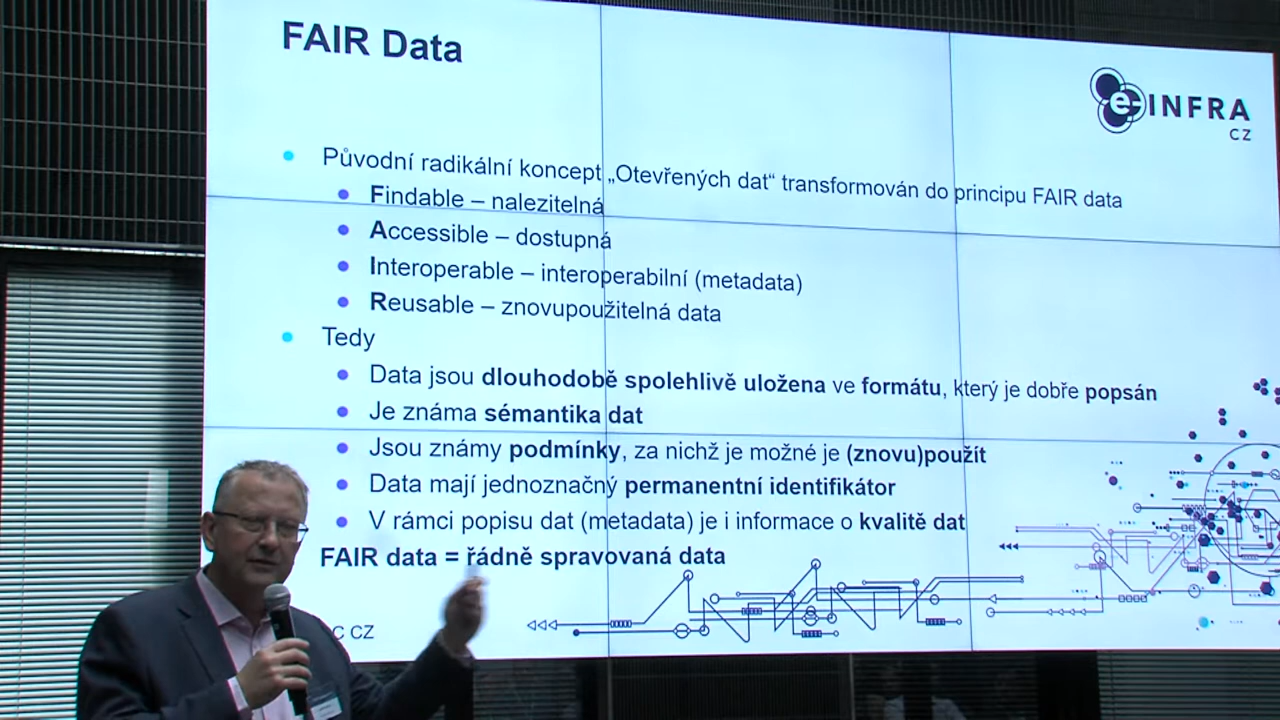 FAIR Data
e-INFRA
CZ
Původní radikální koncept „Otevřených dat“ transformován do principu FAIR data
Findable – nalezitelná
Accessible – dostupná
Interoperable – interoperabilní (metadata)
Reusable – znovupoužitelná data
Tedy
Data jsou dlouhodobě spolehlivě uložena ve formátu, který je dobře popsán
Je známa sémantika dat
Jsou známy podmínky, za nichž je možné je (znovu)použít
Data mají jednoznačný permanentní identifikátor
V rámci popisu dat (metadata) je i informace o kvalitě dat
FAIR data = řádně spravovaná data
C CZ